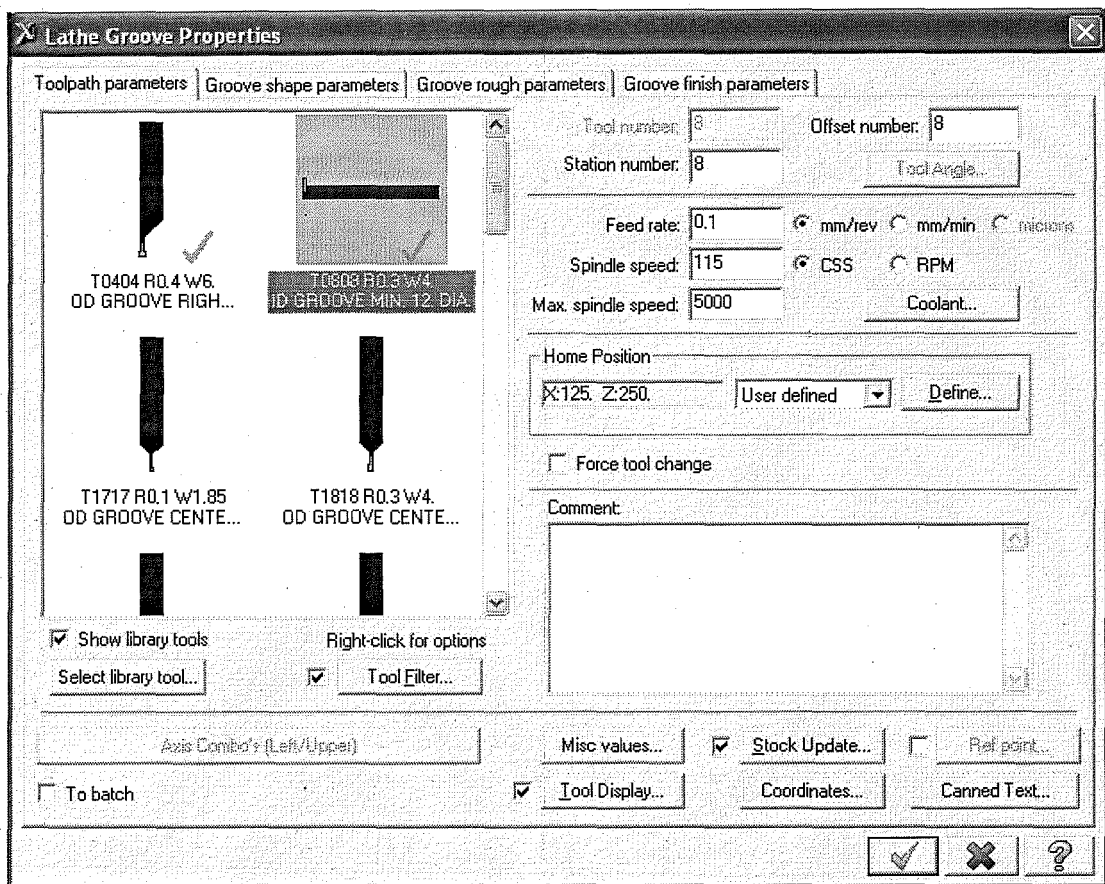 Lathe Groove Properties
Toolpath parameters
Groove shape parameters
Groove rough parameters
Groove finish parameters
T0404 R0.4 W6.
OD GROOVE RIGH...
R0.3 W4.
ID GROOVE MIN. 12. DIA.
T1717 R0.1 W1.85
OD GROOVE CENTE...
T1818 R0.3 W4.
OD GROOVE CENTE...
Show library tools
Right-click for options
Select library tool...
Tool Filter...
Tool number: 8
Offset number: 8
Station number: 8
Tool Angle...
Feed rate: 0.1
mm/rev
mm/min
microns
Spindle speed: 115
CSS
RPM
Max. spindle speed: 5000
Coolant...
Home Position
X:125. Z:250.
User defined
Define...
Force tool change
Comment:
Axis Combo's (Left/Upper)
Misc values...
Stock Update...
Ref point...
To batch
Tool Display...
Coordinates...
Canned Text...